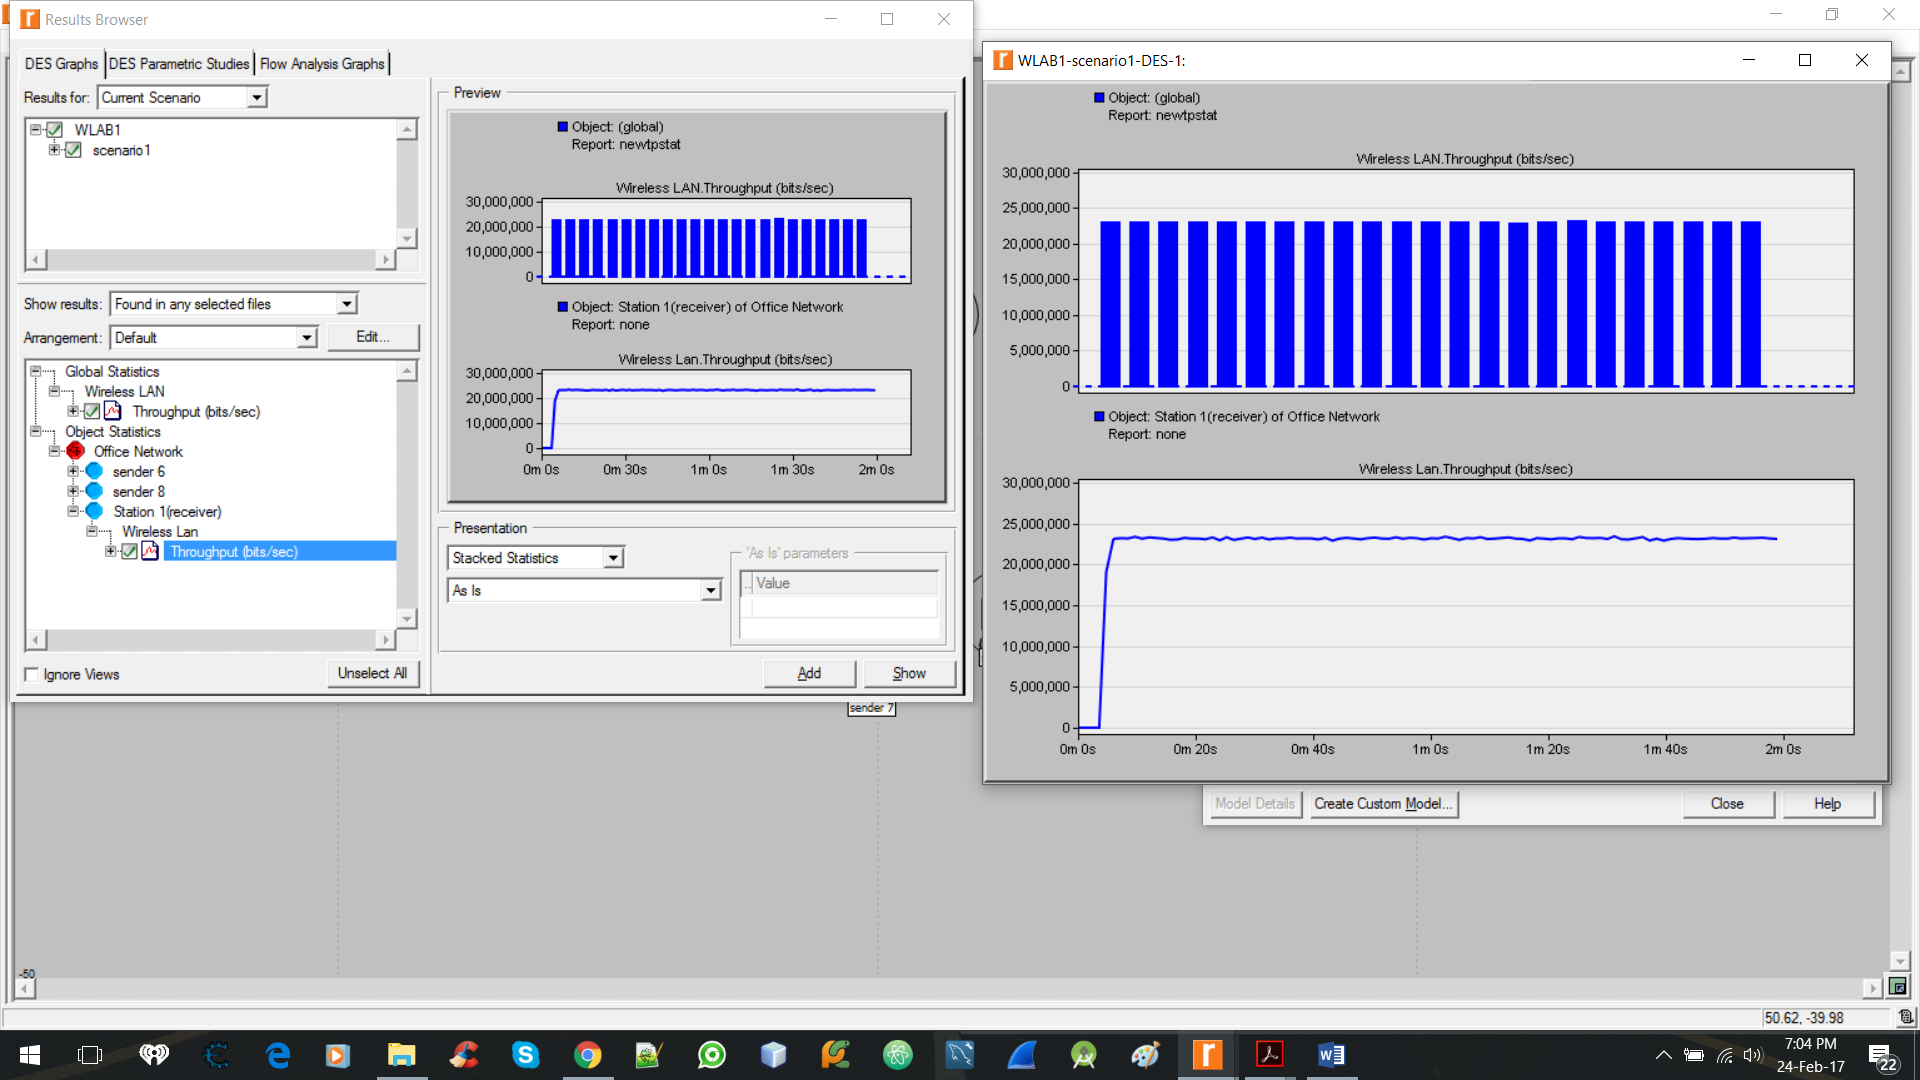 Results Browser
DES Graphs
DES Parametric Studies
Flow Analysis Graphs
Results for:
Current Scenario
WLAB1
scenario1
Show results:
Found in any selected files
Arrangement:
Default
Edit...
Global Statistics
Wireless LAN
Throughput (bits/sec)
Object Statistics
Office Network
sender 6
sender 8
Station 1(receiver)
Wireless Lan
Throughput (bits/sec)
Ignore Views
Unselect All
Preview
Object: (global)
Report: newtpstat
Wireless LAN.Throughput (bits/sec)
30,000,000
20,000,000
10,000,000
0
Object: Station 1(receiver) of Office Network
Report: none
Wireless Lan.Throughput (bits/sec)
30,000,000
20,000,000
10,000,000
0
0m 0s
0m 30s
1m 0s
1m 30s
2m 0s
Presentation
Stacked Statistics
As Is
'As Is' parameters
.. Value
Add
Show
WLAB1-scenario1-DES-1:
Object: (global)
Report: newtpstat
Wireless LAN.Throughput (bits/sec)
30,000,000
25,000,000
20,000,000
15,000,000
10,000,000
5,000,000
0
Object: Station 1(receiver) of Office Network
Report: none
Wireless Lan.Throughput (bits/sec)
30,000,000
25,000,000
20,000,000
15,000,000
10,000,000
5,000,000
0
0m 0s
0m 20s
0m 40s
1m 0s
1m 20s
1m 40s
2m 0s
sender 7
Model Details
Create Custom Model...
Close
Help
-50
50.62, -39.98
7:04 PM
24-Feb-17
22